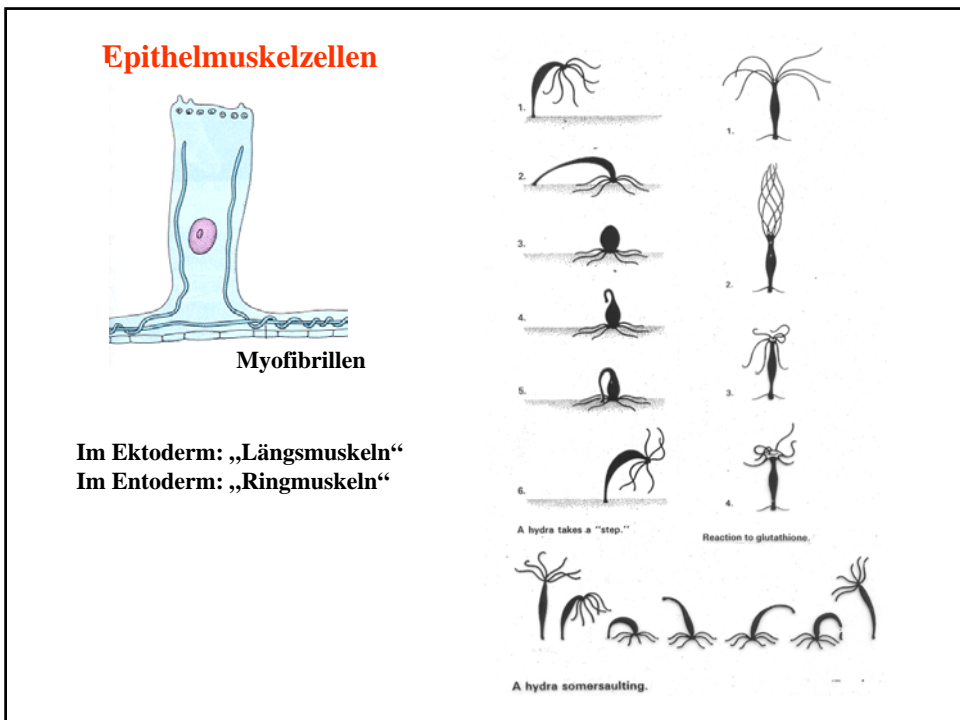 Epithelmuskelzellen
Myofibrillen
Im Ektoderm: „Längsmuskeln“
Im Entoderm: „Ringmuskeln“
1.
2.
3.
4.
5.
6.
A hydra takes a "step."
1.
2.
3.
4.
Reaction to glutathione.
A hydra somersaulting.